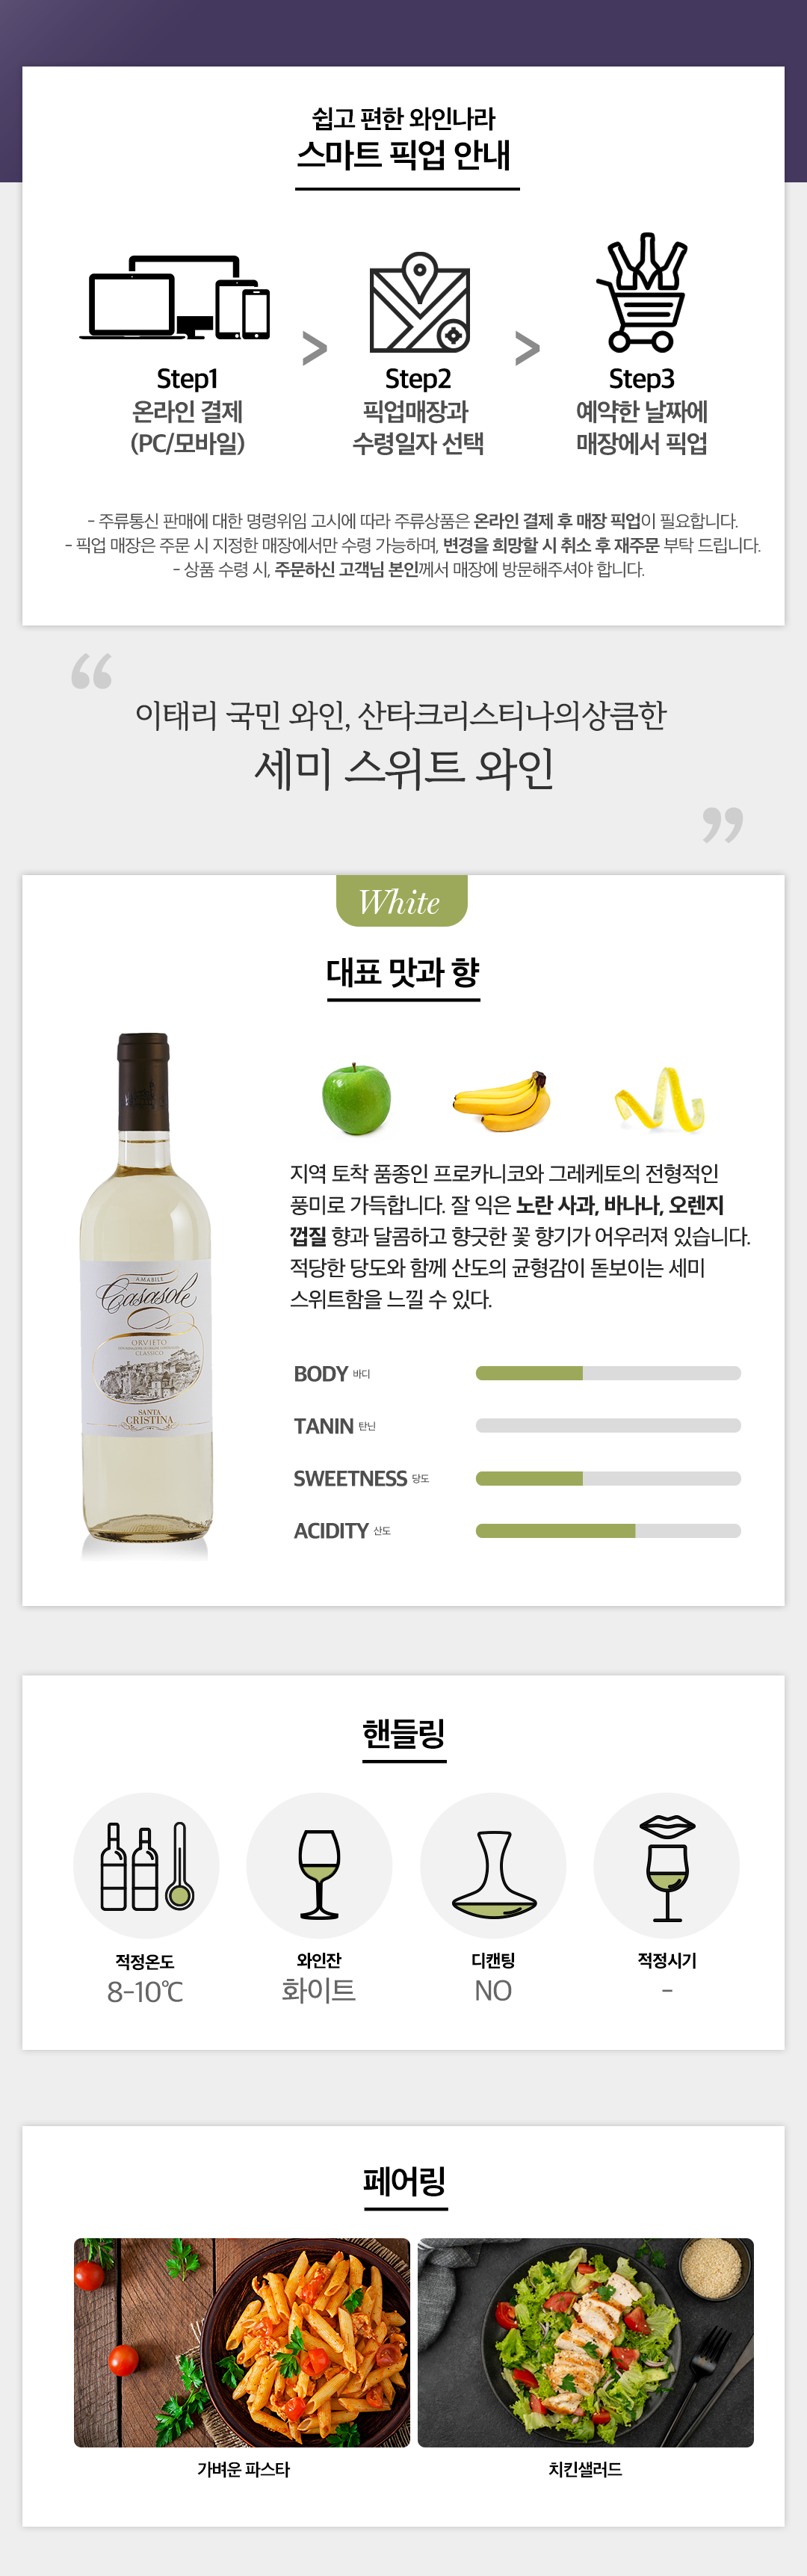 쉽고 편한 와인나라
스마트 픽업 안내
Step1
온라인 결제
(PC/모바일)
>
Step2
픽업매장과
수령일자 선택
>
Step3
예약한 날짜에
매장에서 픽업
- 주류통신 판매에 대한 명령위임 고시에 따라 주류상품은 온라인 결제 후 매장 픽업이 필요합니다.
- 픽업 매장은 주문 시 지정한 매장에서만 수령 가능하며, 변경을 희망할 시 취소 후 재주문 부탁 드립니다.
- 상품 수령 시, 주문하신 고객님 본인께서 매장에 방문해주셔야 합니다.
“
이태리 국민 와인, 산타크리스티나의상큼한
세미 스위트 와인
”
White
대표 맛과 향
AMABILE
Casasole
ORVIETO
CLASSICO
SANTA
CRISTINA
지역 토착 품종인 프로카니코와 그레케토의 전형적인
풍미로 가득합니다. 잘 익은 노란 사과, 바나나, 오렌지
껍질 향과 달콤하고 향긋한 꽃 향기가 어우러져 있습니다.
적당한 당도와 함께 산도의 균형감이 돋보이는 세미
스위트함을 느낄 수 있다.
BODY 바디
TANIN 탄닌
SWEETNESS 당도
ACIDITY 산도
핸들링
적정온도
8-10℃
와인잔
화이트
디캔팅
NO
적정시기
-
페어링
가벼운 파스타
치킨샐러드